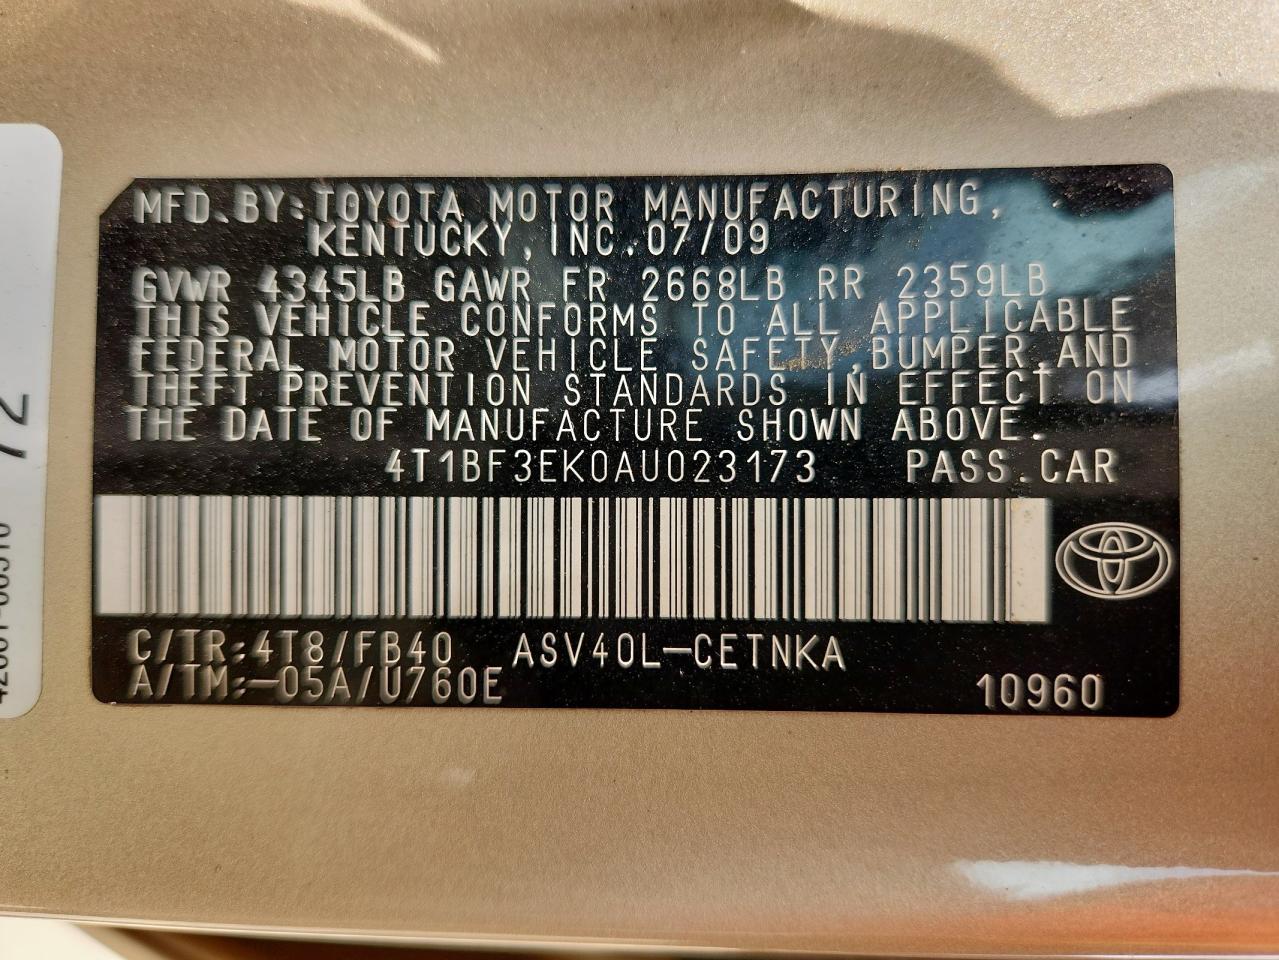 MFD.BY:TOYOTA MOTOR MANUFACTURING,
KENTUCKY, INC.07/09
GVWR 4345LB GAWR FR 2668LB RR 2359LB
THIS VEHICLE CONFORMS TO ALL APPLICABLE
FEDERAL MOTOR VEHICLE SAFETY,BUMPER,AND
THEFT PREVENTION STANDARDS IN EFFECT ON
THE DATE OF MANUFACTURE SHOWN ABOVE.
4T1BF3EK0AU023173 PASS.CAR
C/TR:4T8/FB40 ASV40L-CETNKA
A/TM:-05A/U760E 10960
72